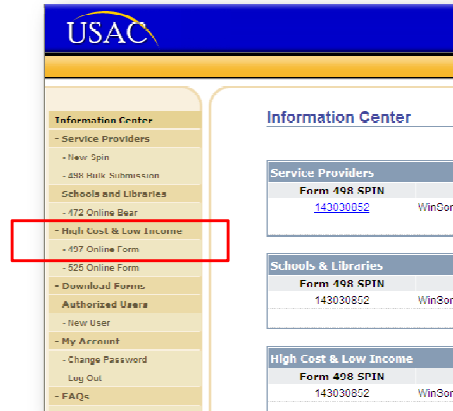 USAC
Information Center
- Service Providers
- New Spin
- 498 Bulk Submission
Schools and Libraries
- 472 Online Bear
- High Cost & Low Income
- 497 Online Form
- 525 Online Form
- Download Forms
Authorized Users
- New User
- My Account
- Change Password
Log Out
- FAQs
Information Center
Service Providers
Form 498 SPIN
143030852
Schools & Libraries
Form 498 SPIN
143030852
High Cost & Low Income
Form 498 SPIN
143030852